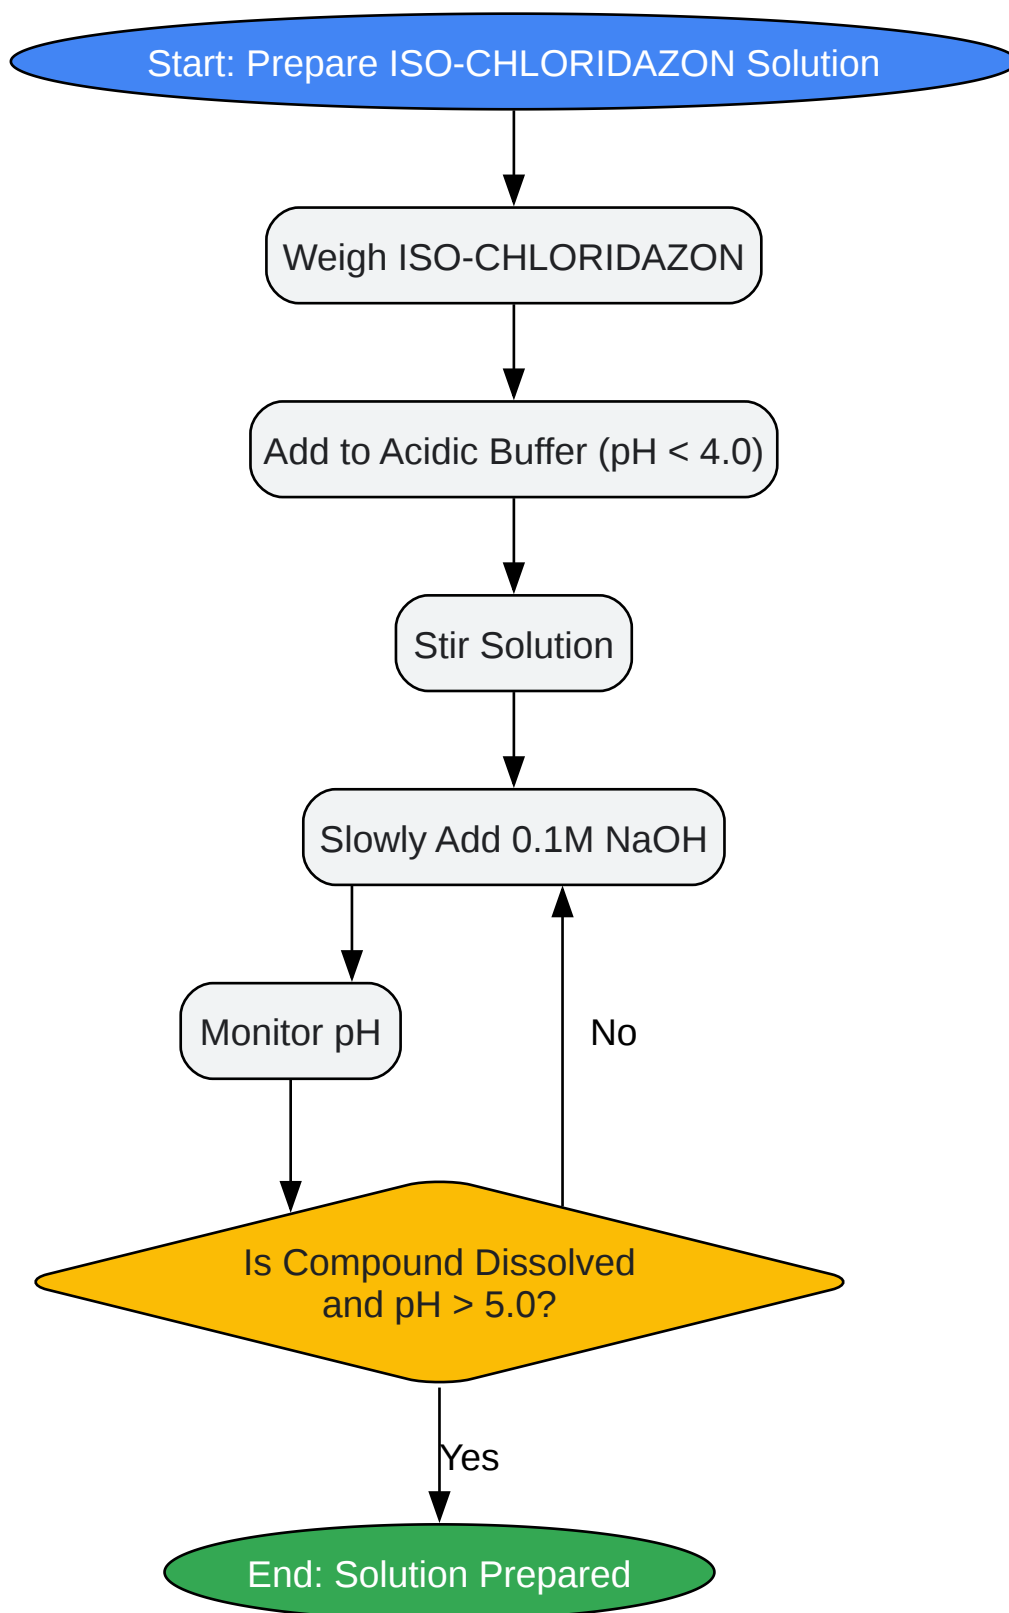 Start: Prepare ISO-CHLORIDAZON Solution
Weigh ISO-CHLORIDAZON
Add to Acidic Buffer (pH < 4.0)
Stir Solution
Slowly Add 0.1M NaOH
Monitor pH
No
Is Compound Dissolved
and pH > 5.0?
Yes
End: Solution Prepared